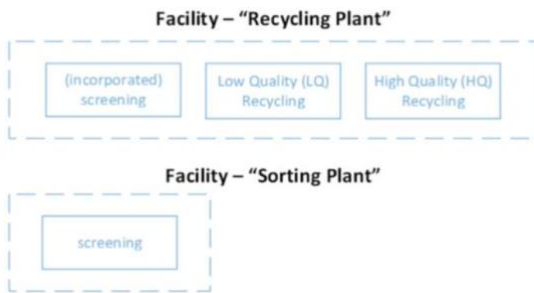 Facility – “Recycling Plant”
(incorporated)
screening
Low Quality (LQ)
Recycling
High Quality (HQ)
Recycling
Facility – “Sorting Plant”
screening